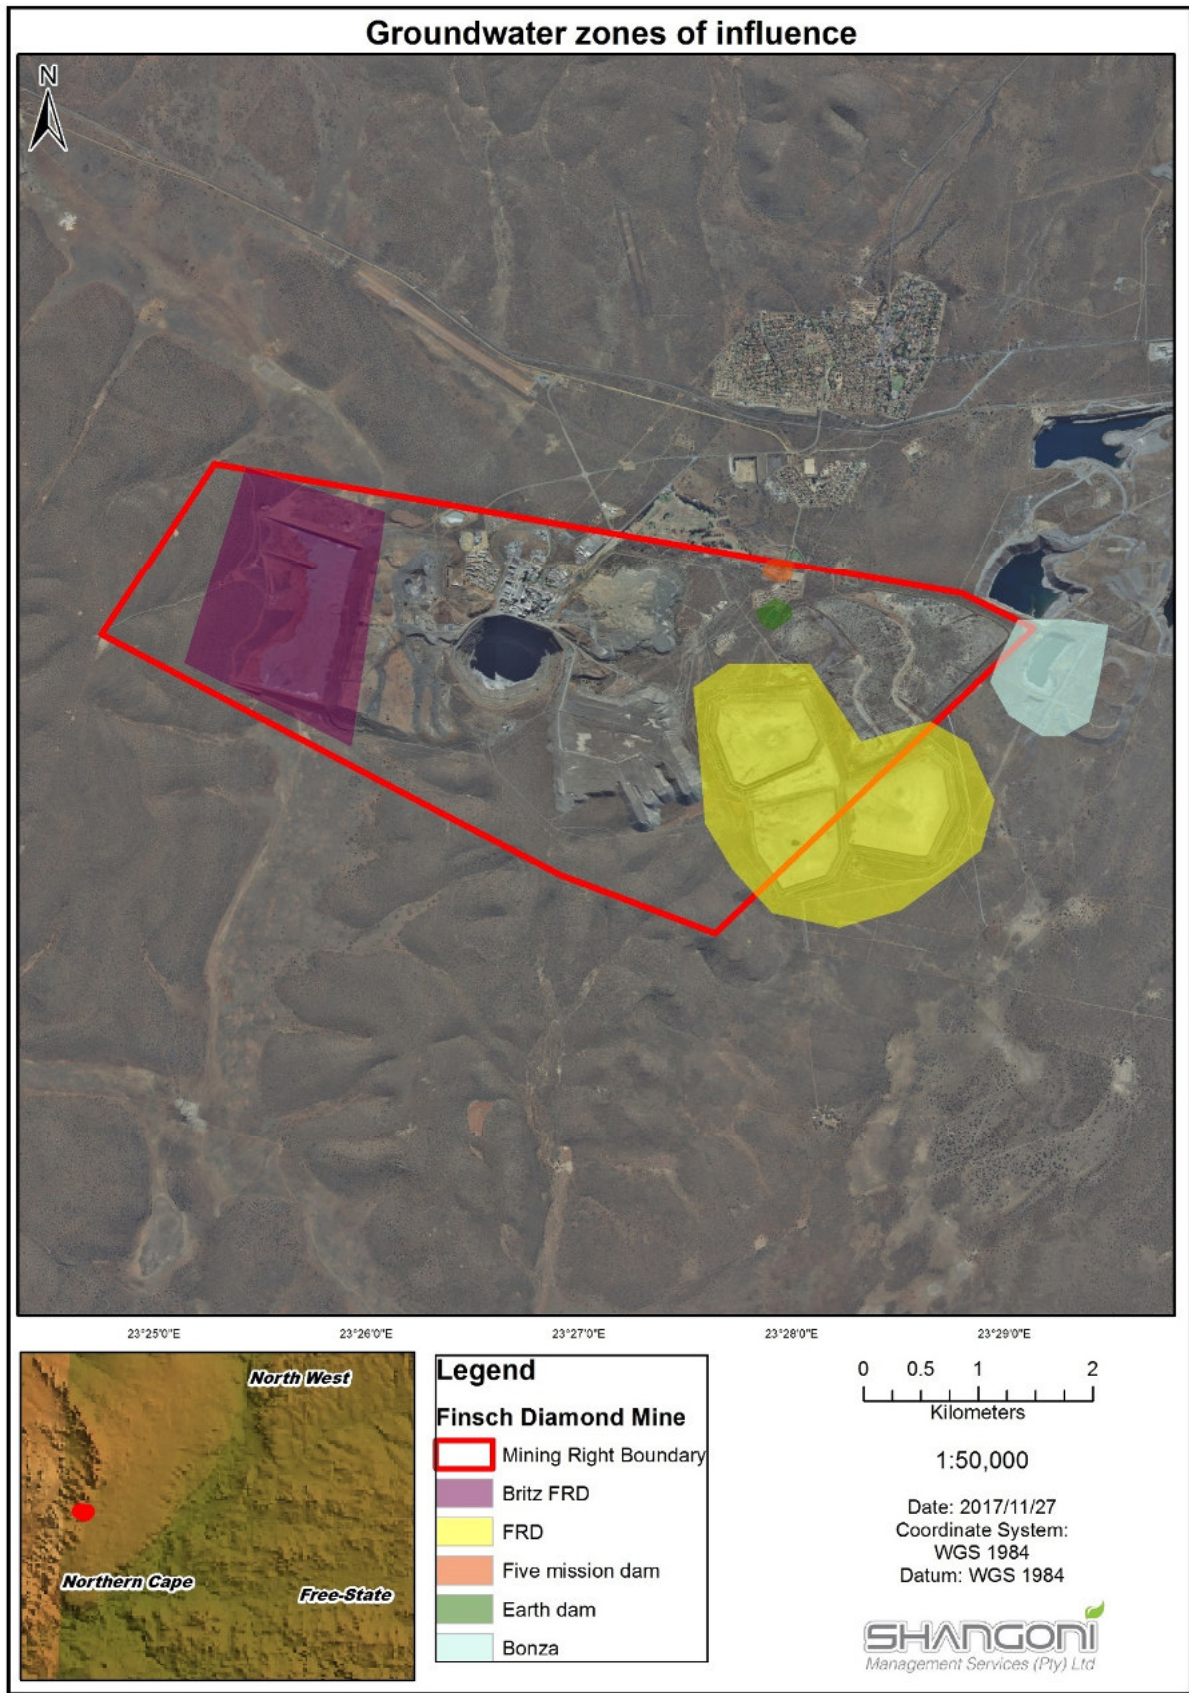 Groundwater zones of influence
N
23°25'0"E
23°26'0"E
23°27'0"E
23°28'0"E
23°29'0"E
North West
Northern Cape
Free-State
Legend
Finsch Diamond Mine
Mining Right Boundary
Britz FRD
FRD
Five mission dam
Earth dam
Bonza
0 0.5 1 2
Kilometers
1:50,000
Date: 2017/11/27
Coordinate System:
WGS 1984
Datum: WGS 1984
SHANGONI
Management Services (Pty) Ltd